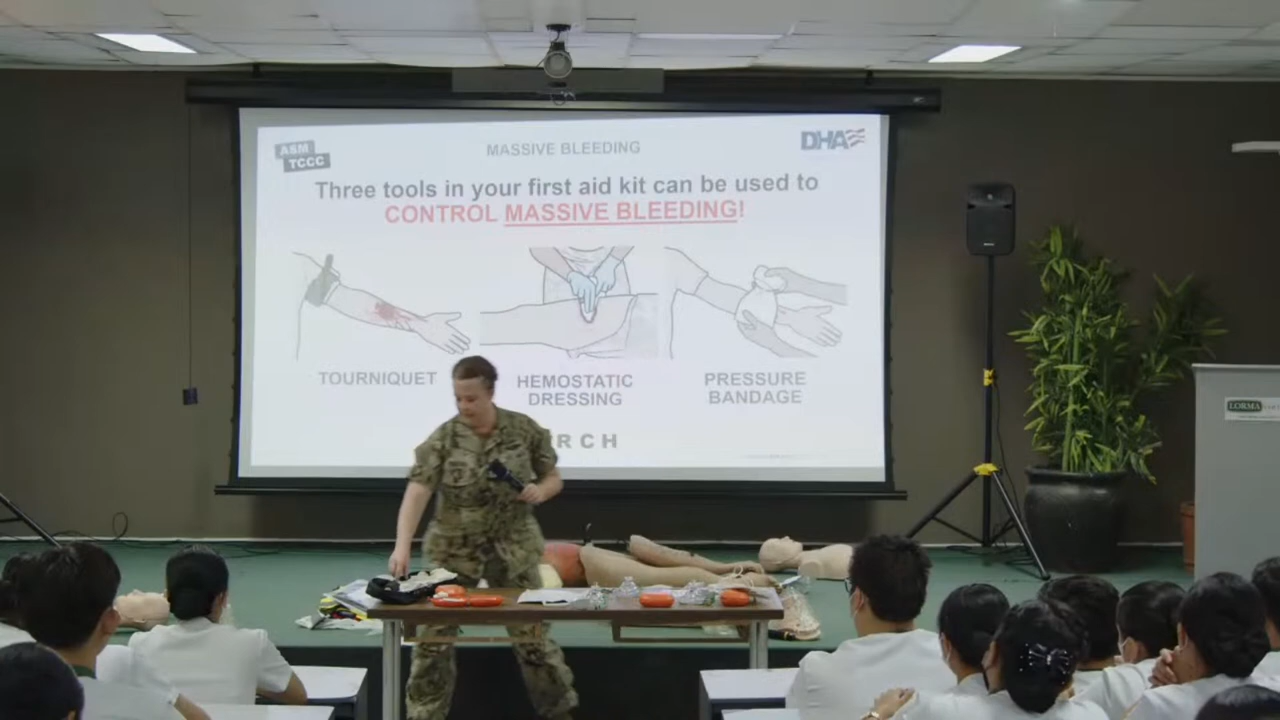 ASM
TCCC
MASSIVE BLEEDING
DHA
Three tools in your first aid kit can be used to
CONTROL MASSIVE BLEEDING!
TOURNIQUET
HEMOSTATIC
DRESSING
PRESSURE
BANDAGE
R C H
LORMA